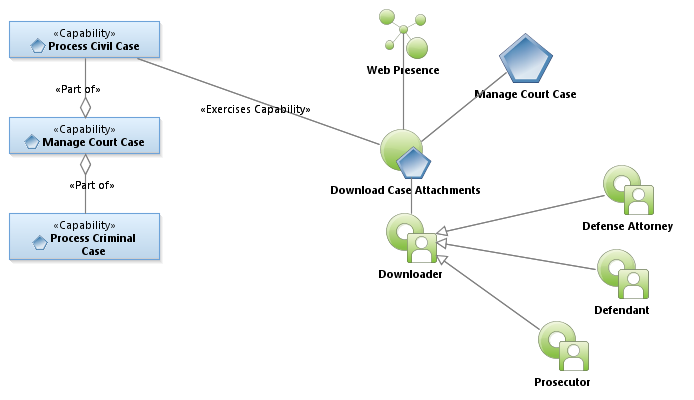 «Capability»
Process Civil Case
«Part of»
«Capability»
Manage Court Case
«Part of»
«Capability»
Process Criminal
Case
«Exercises Capability»
Web Presence
Manage Court Case
Download Case Attachments
Downloader
Defense Attorney
Defendant
Prosecutor